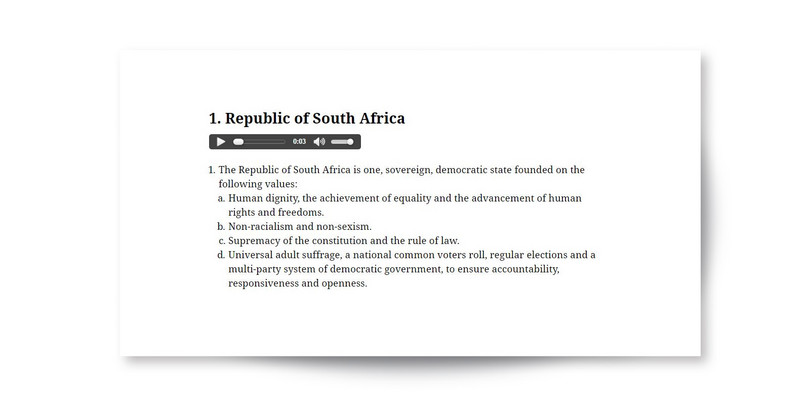 1. Republic of South Africa
0:03
1. The Republic of South Africa is one, sovereign, democratic state founded on the
following values:
a. Human dignity, the achievement of equality and the advancement of human
rights and freedoms.
b. Non-racialism and non-sexism.
c. Supremacy of the constitution and the rule of law.
d. Universal adult suffrage, a national common voters roll, regular elections and a
multi-party system of democratic government, to ensure accountability,
responsiveness and openness.